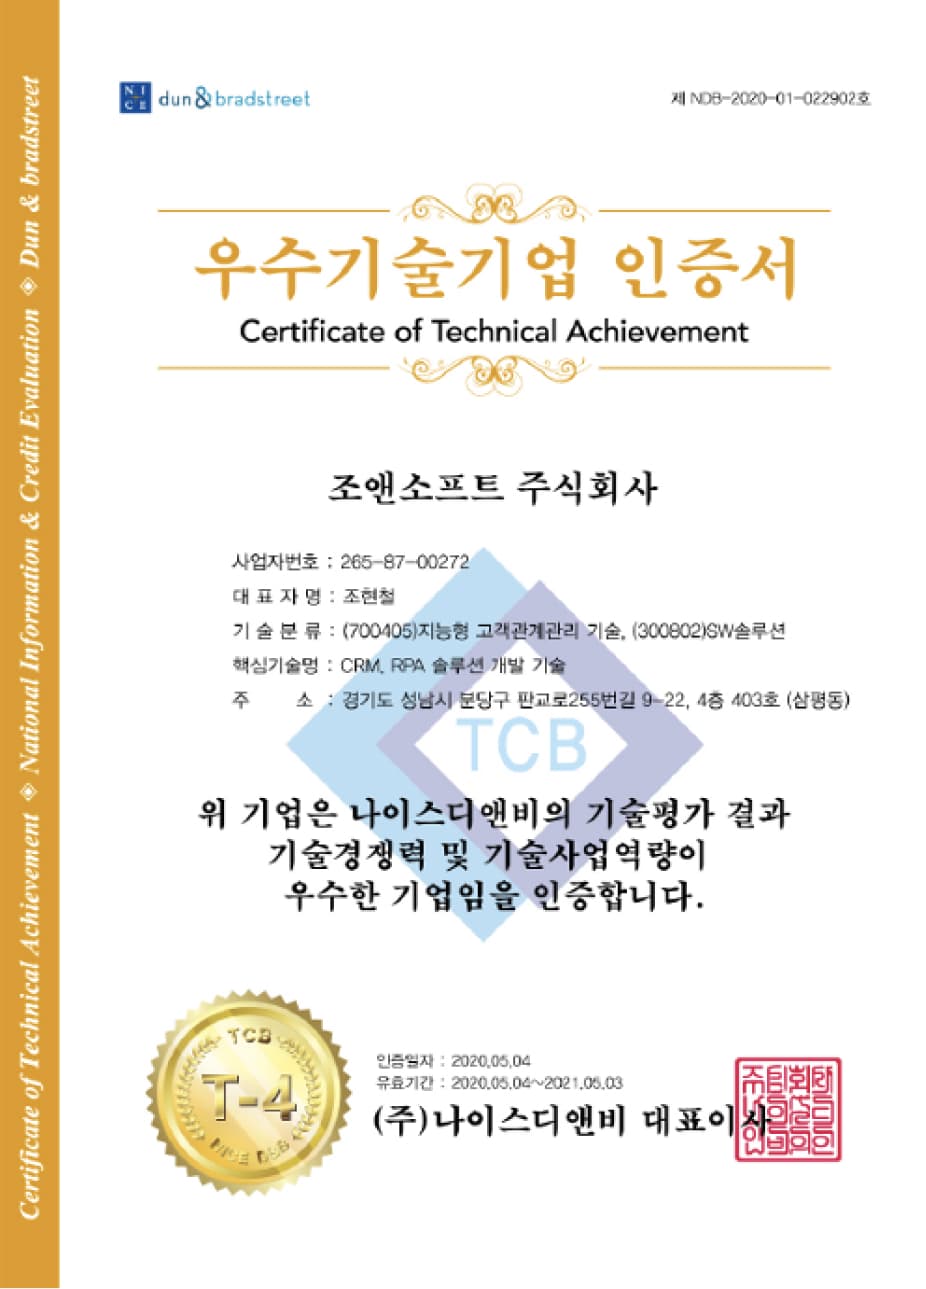 NICE dun & bradstreet
제 NDB-2020-01-022902호
우수기술기업 인증서
Certificate of Technical Achievement
조앤소프트 주식회사
사업자번호 : 265-87-00272
대 표 자 명 : 조현철
기 술 분 류 : (700405)지능형 고객관계관리 기술, (300802)SW솔루션
핵심기술명 : CRM, RPA 솔루션 개발 기술
주 소 : 경기도 성남시 분당구 판교로255번길 9-22, 4층 403호 (삼평동)
TCB
위 기업은 나이스디앤비의 기술평가 결과
기술경쟁력 및 기술사업역량이
우수한 기업임을 인증합니다.
TCB
T-4
NICE D&B
인증일자 : 2020.05.04
유효기간 : 2020.05.04~2021.05.03
(주)나이스디앤비 대표이사
Certificate of Technical Achievement ◈ National Information & Credit Evaluation ◈ Dun & bradstreet